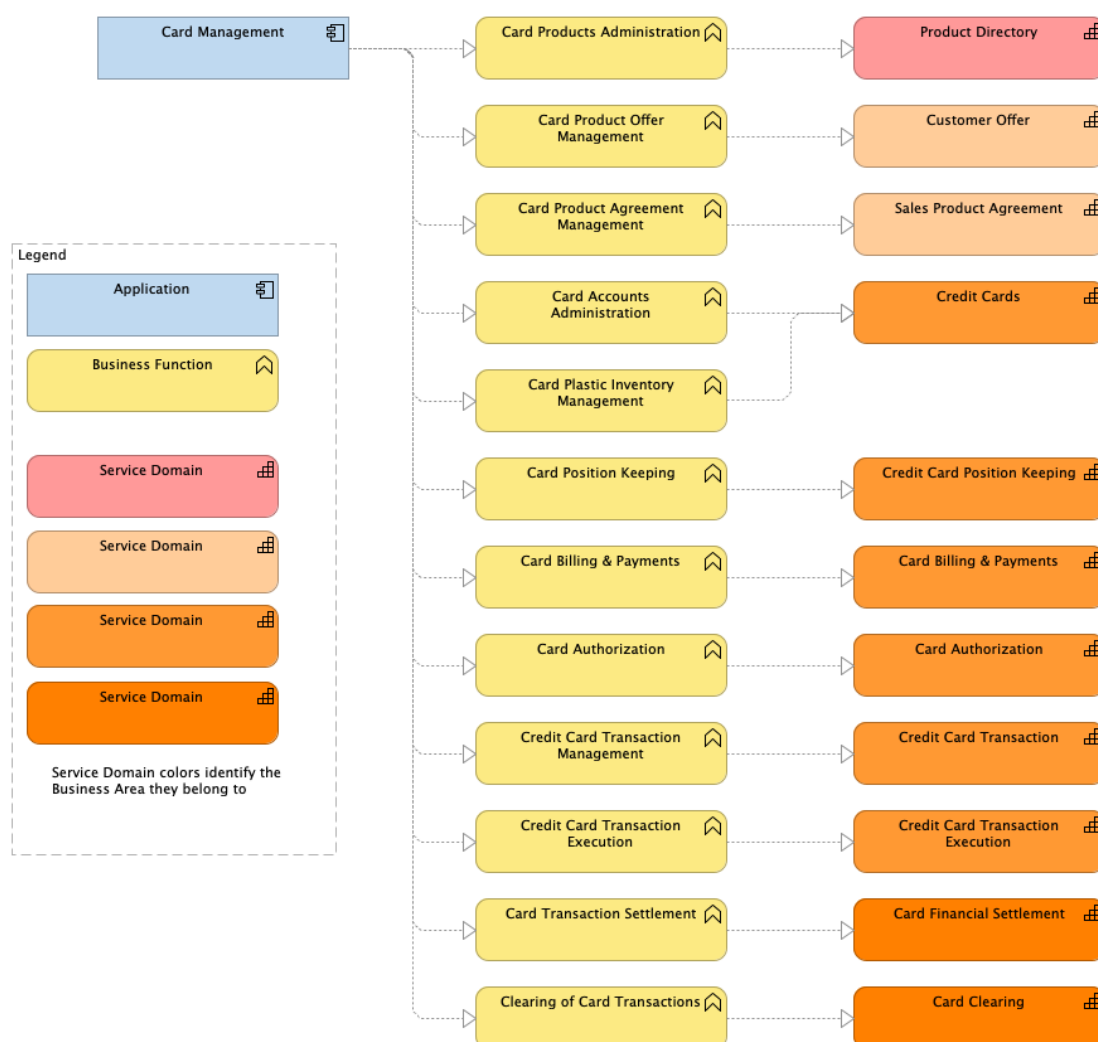 Card Management
Card Products Administration
Product Directory
Card Product Offer
Management
Customer Offer
Card Product Agreement
Management
Sales Product Agreement
Legend
Application
Business Function
Service Domain
Service Domain
Service Domain
Service Domain
Service Domain colors identify the
Business Area they belong to
Card Accounts
Administration
Credit Cards
Card Plastic Inventory
Management
Card Position Keeping
Credit Card Position Keeping
Card Billing & Payments
Card Billing & Payments
Card Authorization
Card Authorization
Credit Card Transaction
Management
Credit Card Transaction
Credit Card Transaction
Execution
Credit Card Transaction
Execution
Card Transaction Settlement
Card Financial Settlement
Clearing of Card Transactions
Card Clearing